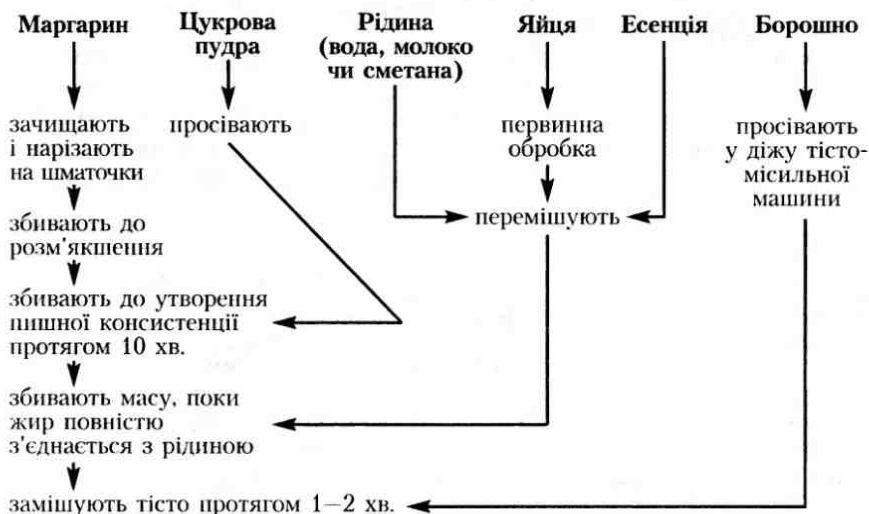 Маргарин
Цукрова
пудра
Рідина
(вода, молоко
чи сметана)
Яйця
Есенція
Борошно
зачищають
і нарізають
на шматочки
просівають
первинна
обробка
просівають
у діжу тісто-
місильної
машини
перемішують
збивають до
розм'якшення
збивають до утворення
пишної консистенції
протягом 10 хв.
збивають масу, поки
жир повністю
з'єднається з рідиною
замішують тісто протягом 1–2 хв.